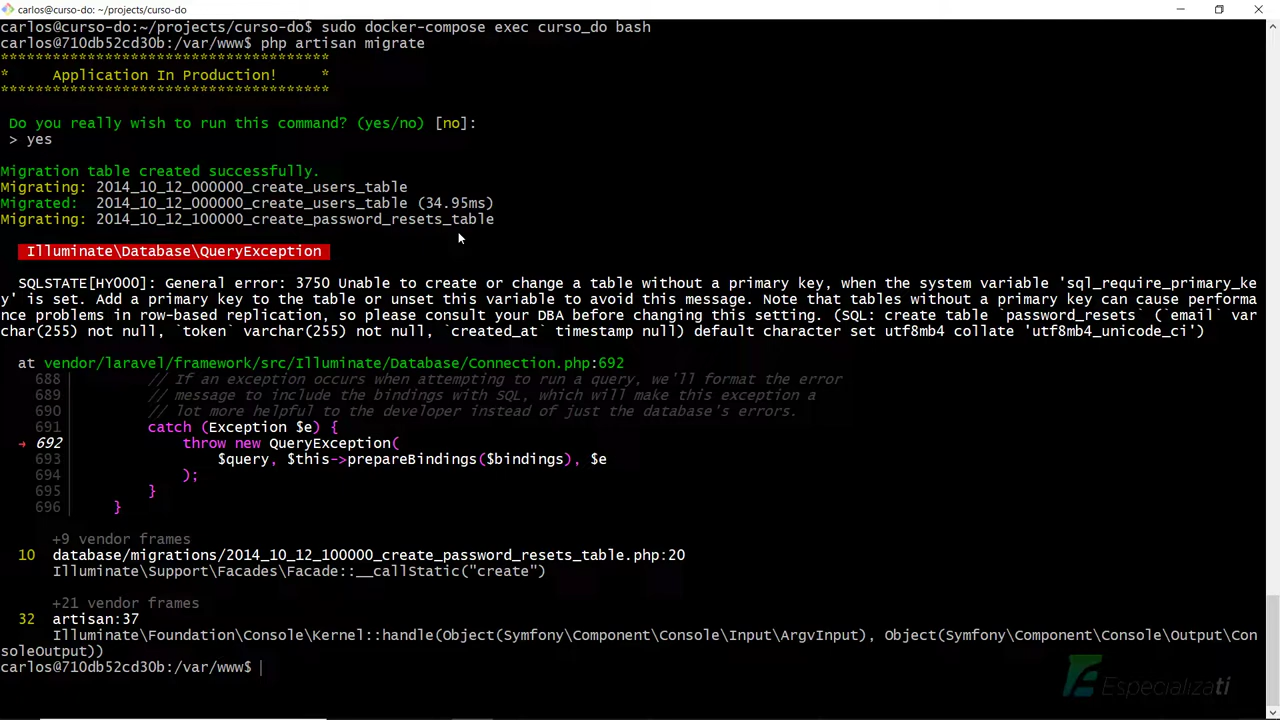 carlos@curso-do: ~/projects/curso-do
carlos@curso-do:~/projects/curso-do$ sudo docker-compose exec curso_do bash
carlos@710db52cd30b:/var/www$ php artisan migrate
**************************************
*     Application In Production!     *
**************************************
Do you really wish to run this command? (yes/no) [no]:
> yes
Migration table created successfully.
Migrating: 2014_10_12_000000_create_users_table
Migrated:  2014_10_12_000000_create_users_table (34.95ms)
Migrating: 2014_10_12_100000_create_password_resets_table
Illuminate\Database\QueryException
SQLSTATE[HY000]: General error: 3750 Unable to create or change a table without a primary key, when the system variable 'sql_require_primary_ke
y' is set. Add a primary key to the table or unset this variable to avoid this message. Note that tables without a primary key can cause performa
nce problems in row-based replication, so please consult your DBA before changing this setting. (SQL: create table `password_resets` (`email` var
char(255) not null, `token` varchar(255) not null, `created_at` timestamp null) default character set utf8mb4 collate 'utf8mb4_unicode_ci')
at vendor/laravel/framework/src/Illuminate/Database/Connection.php:692
688 // If an exception occurs when attempting to run a query, we'll format the error
689 // message to include the bindings with SQL, which will make this exception a
690 // lot more helpful to the developer instead of just the database's errors.
691 catch (Exception $e) {
→ 692 throw new QueryException(
693 $query, $this->prepareBindings($bindings), $e
694 );
695 }
696 }
+9 vendor frames
10 database/migrations/2014_10_12_100000_create_password_resets_table.php:20
Illuminate\Support\Facades\Facade::__callStatic("create")
+21 vendor frames
32 artisan:37
Illuminate\Foundation\Console\Kernel::handle(Object(Symfony\Component\Console\Input\ArgvInput), Object(Symfony\Component\Console\Output\Con
soleOutput))
carlos@710db52cd30b:/var/www$
Especializati